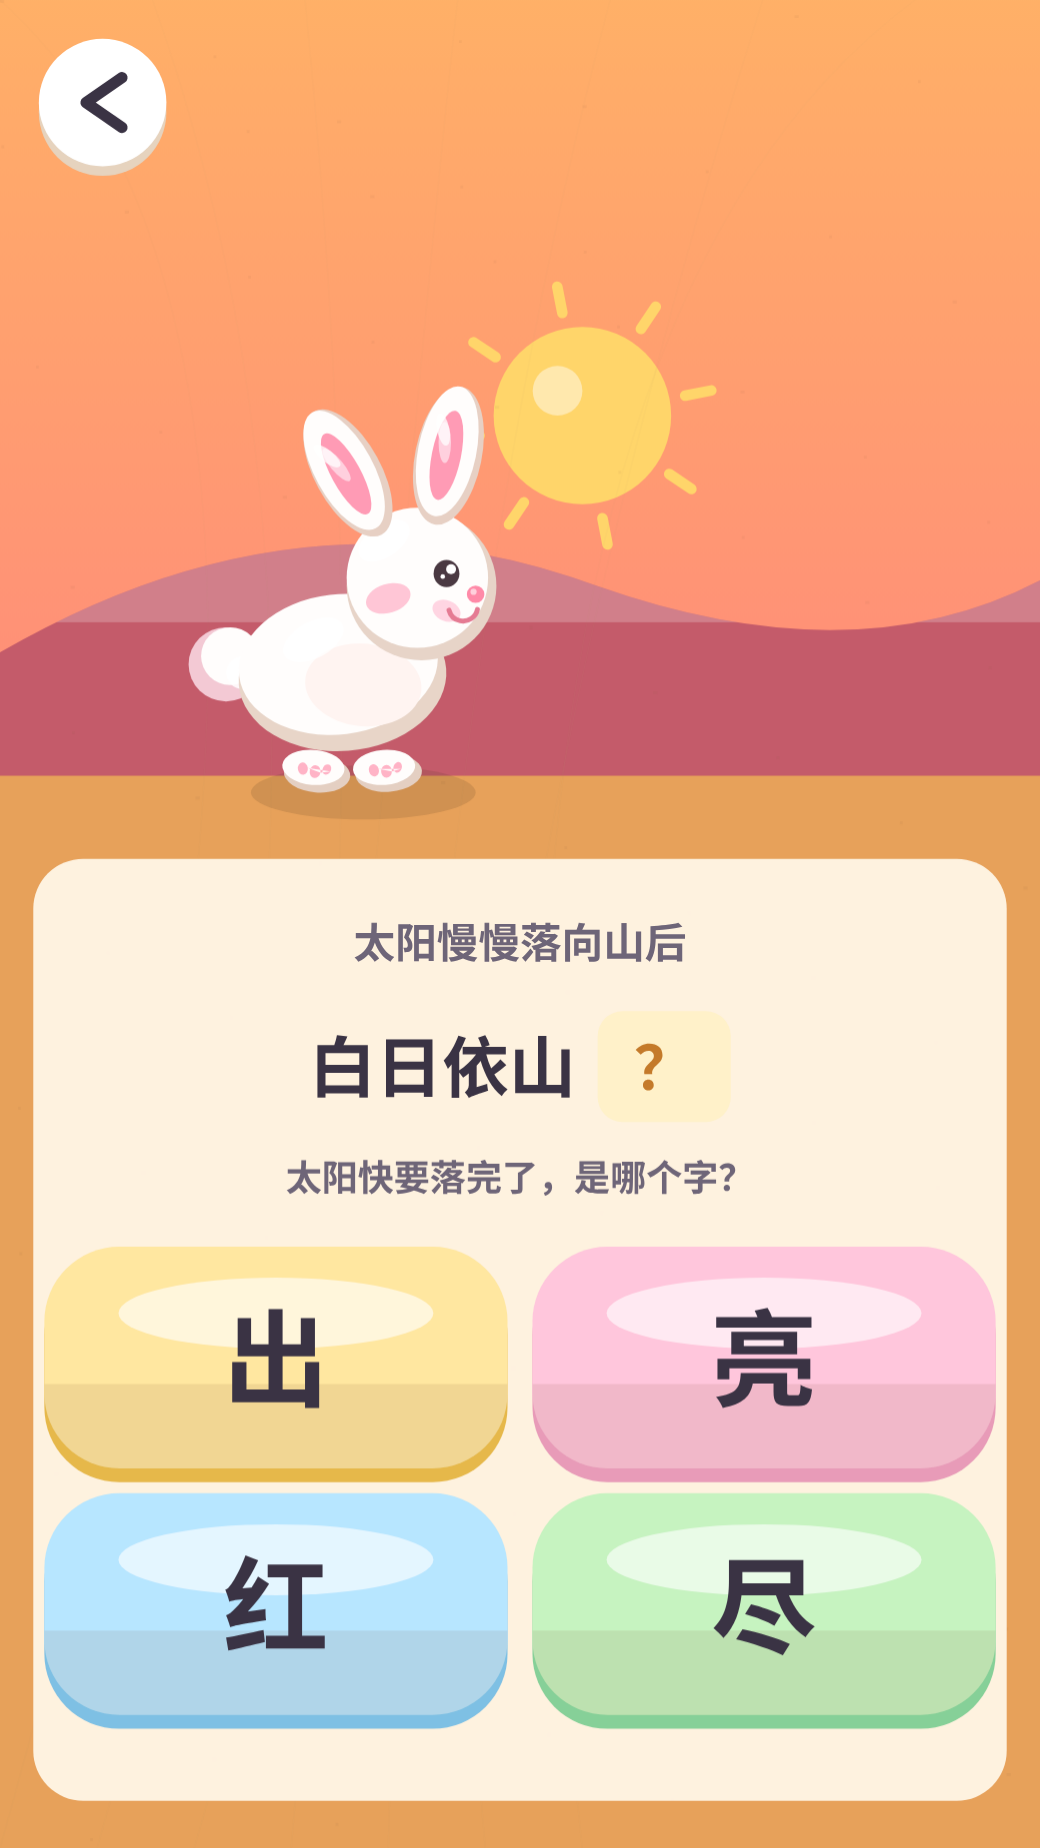 太阳慢慢落向山后
白日依山 ?
太阳快要落完了，是哪个字?
出 亮
红 尽